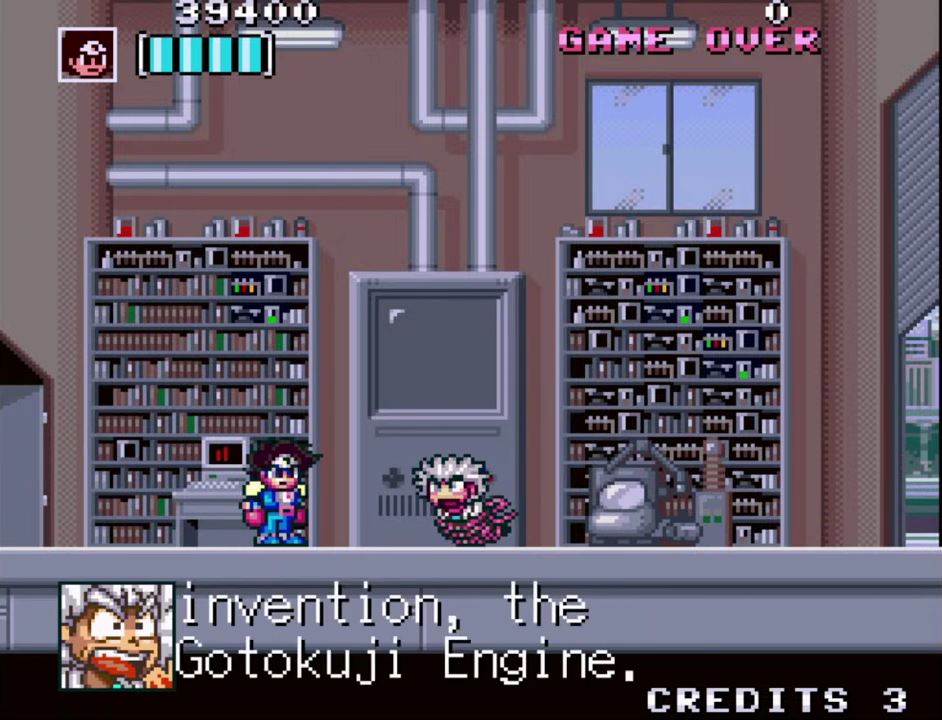 39400
0
GAME OVER
invention, the
Gotokuji Engine.
CREDITS 3